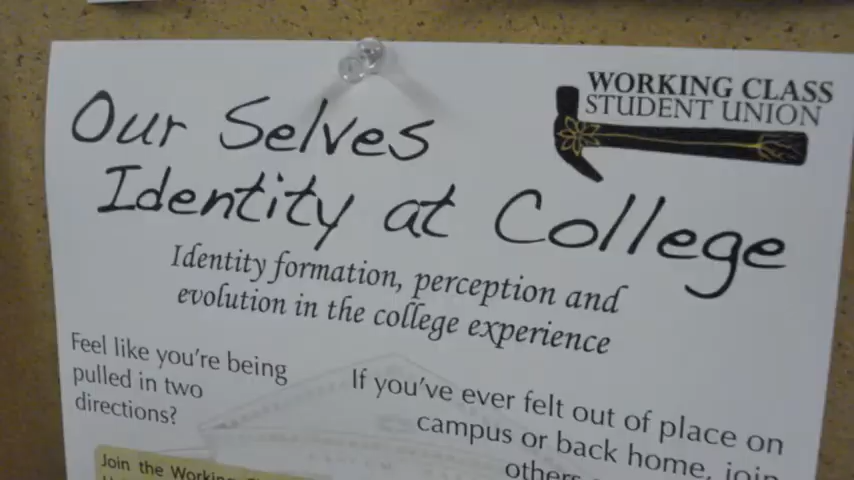 WORKING CLASS
STUDENT UNION
Our Selves
Identity at College
Identity formation, perception and
evolution in the college experience
Feel like you're being
pulled in two
directions?
If you've ever felt out of place on
campus or back home, join
others
Join the Working